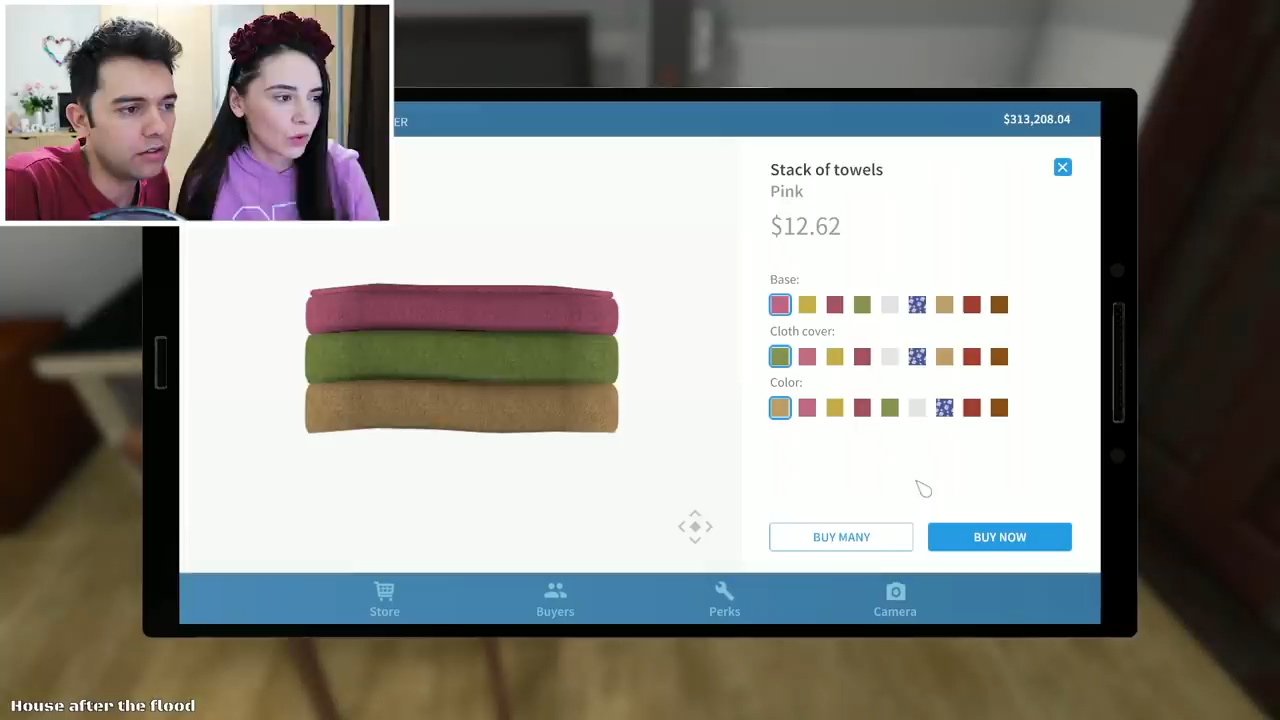 ER
$313,208.04
Stack of towels
Pink
$12.62
Base:
Cloth cover:
Color:
BUY MANY
BUY NOW
Store
Buyers
Perks
Camera
House after the flood